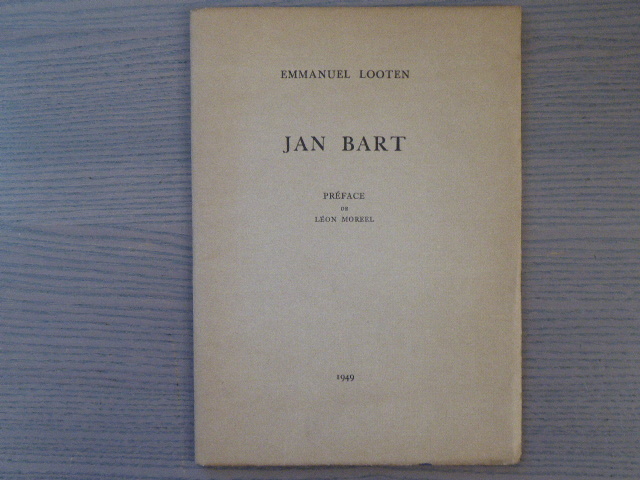 EMMANUEL LOOTEN
JAN BART
PRÉFACE
DE
LÉON MOREEL
1949